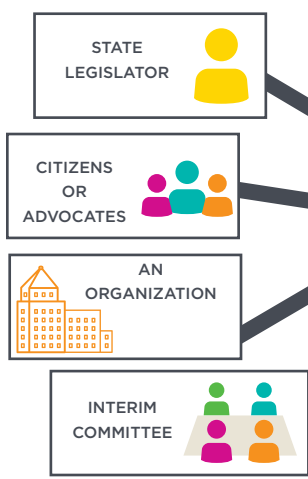 STATE
LEGISLATOR
CITIZENS
OR
ADVOCATES
AN
ORGANIZATION
INTERIM
COMMITTEE